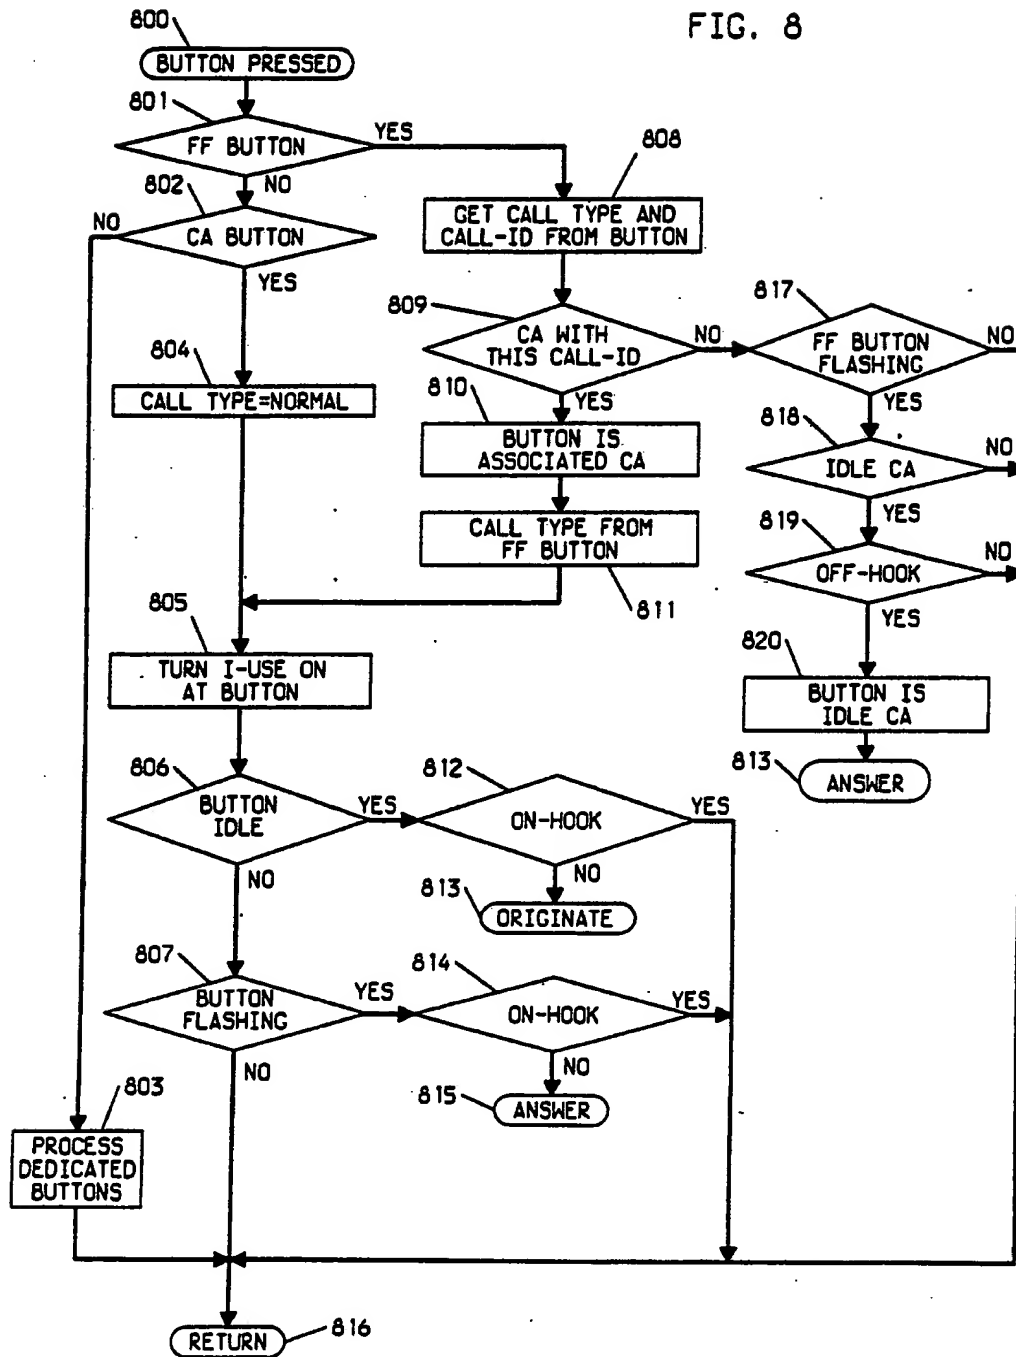 FIG. 8
800
BUTTON PRESSED
801
FF BUTTON
YES
NO
802
NO
CA BUTTON
YES
808
GET CALL TYPE AND
CALL-ID FROM BUTTON
809
CA WITH
THIS CALL-ID
NO
YES
817
FF BUTTON
FLASHING
NO
YES
804
CALL TYPE=NORMAL
810
BUTTON IS
ASSOCIATED CA
818
IDLE CA
NO
YES
CALL TYPE FROM
FF BUTTON
811
819
OFF-HOOK
NO
YES
805
TURN I-USE ON
AT BUTTON
820
BUTTON IS
IDLE CA
813
ANSWER
806
BUTTON
IDLE
YES
NO
812
ON-HOOK
YES
NO
813
ORIGINATE
807
BUTTON
FLASHING
YES
NO
814
ON-HOOK
YES
NO
815
ANSWER
803
PROCESS
DEDICATED
BUTTONS
RETURN
816